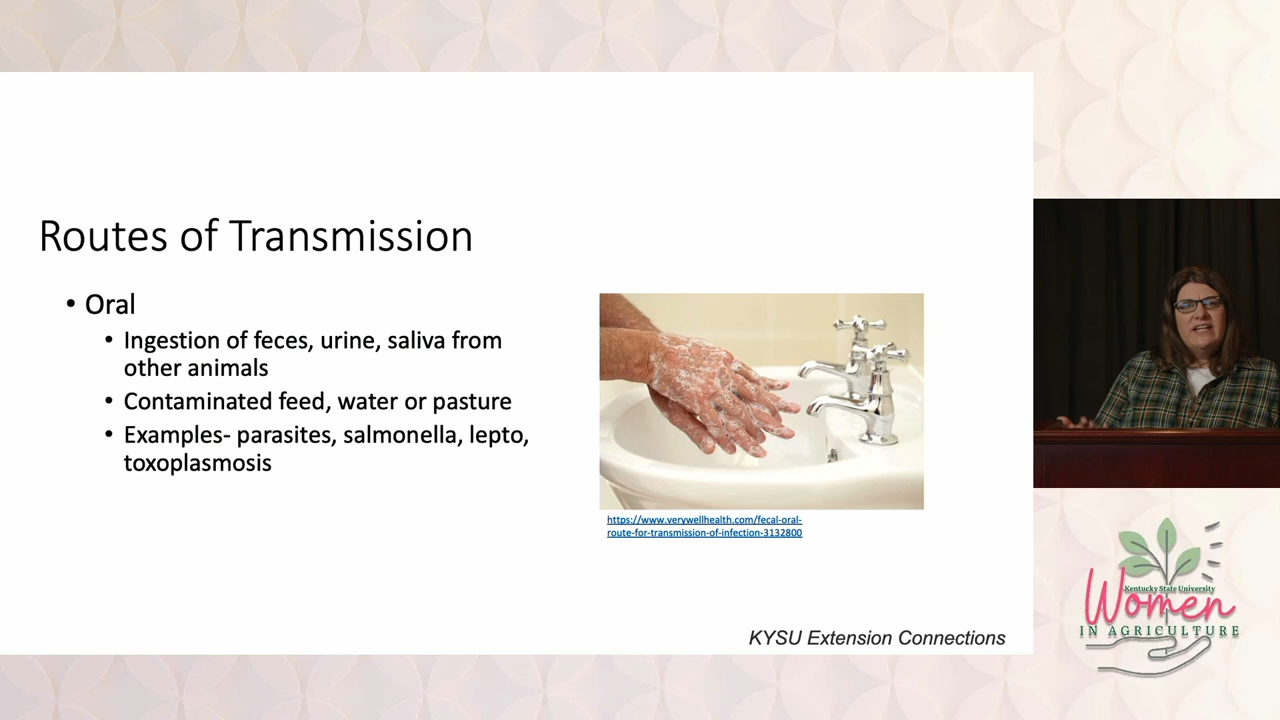 Routes of Transmission
• Oral
• Ingestion of feces, urine, saliva from
other animals
• Contaminated feed, water or pasture
• Examples- parasites, salmonella, lepto,
toxoplasmosis
https://www.verywellhealth.com/fecal-oral-
route-for-transmission-of-infection-3132800
KYSU Extension Connections
Kentucky State University
Women
IN AGRICULTURE